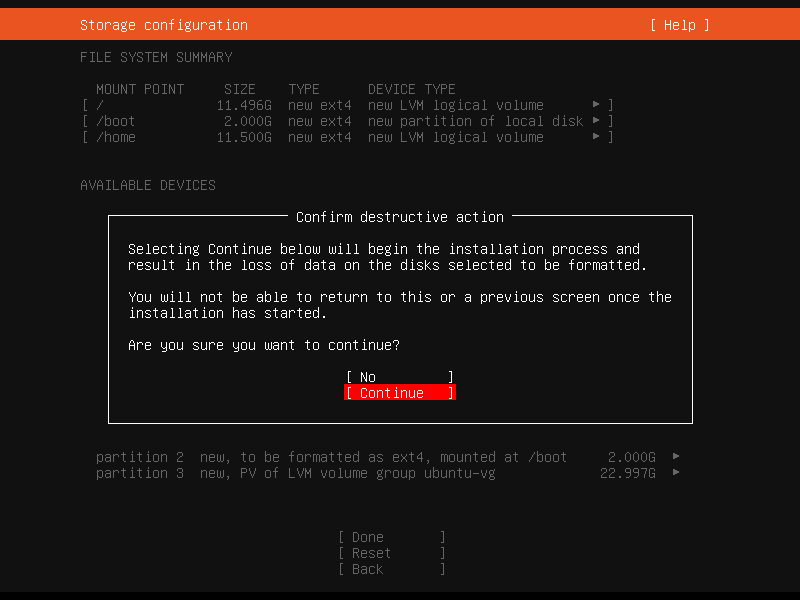 Storage configuration [ Help ]
FILE SYSTEM SUMMARY
MOUNT POINT SIZE TYPE DEVICE TYPE
[ / 11.496G new ext4 new LVM logical volume ▸ ]
[ /boot 2.000G new ext4 new partition of local disk ▸ ]
[ /home 11.500G new ext4 new LVM logical volume ▸ ]
AVAILABLE DEVICES
Confirm destructive action
Selecting Continue below will begin the installation process and
result in the loss of data on the disks selected to be formatted.
You will not be able to return to this or a previous screen once the
installation has started.
Are you sure you want to continue?
[ No ]
[ Continue ]
partition 2 new, to be formatted as ext4, mounted at /boot 2.000G ▸
partition 3 new, PV of LVM volume group ubuntu-vg 22.997G ▸
[ Done ]
[ Reset ]
[ Back ]